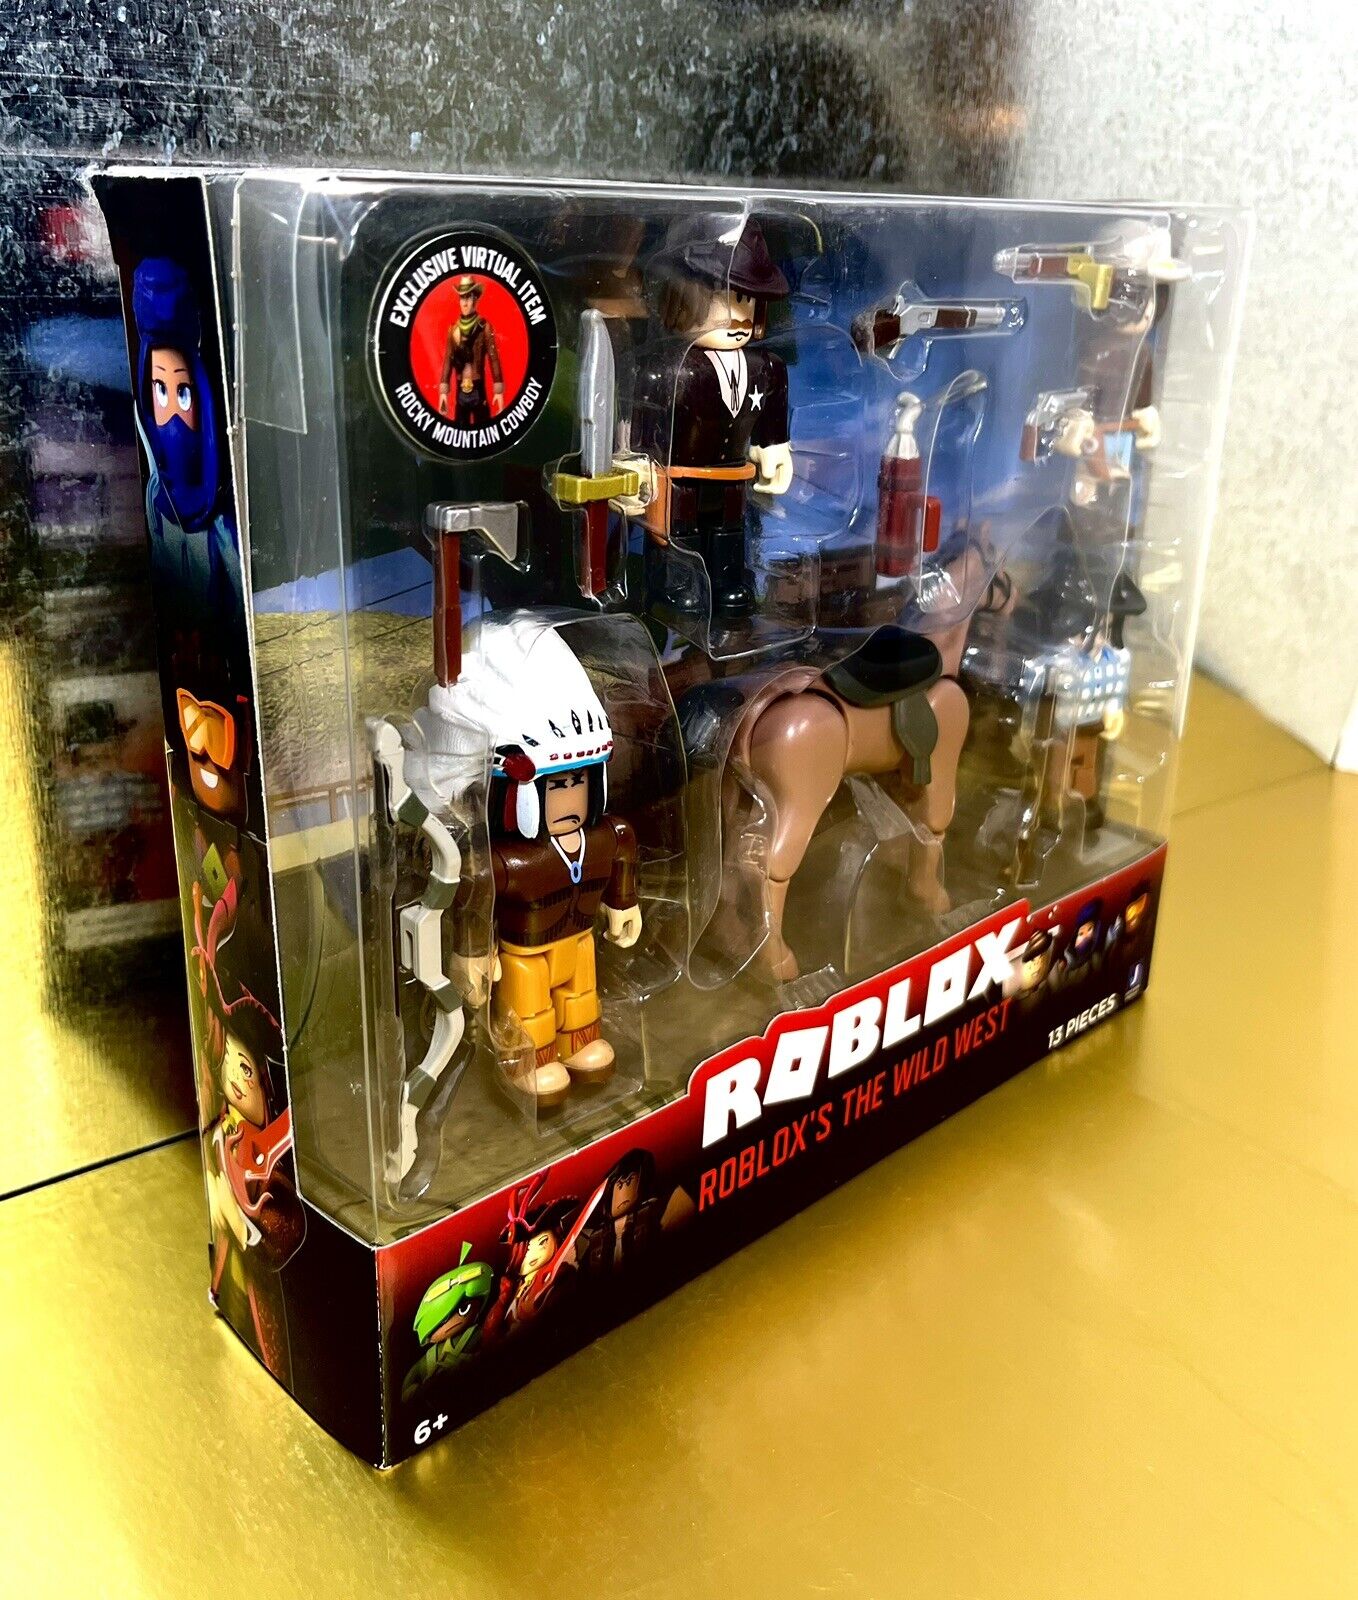 EXCLUSIVE VIRTUAL ITEM
ROCKY MOUNTAIN COWBOY
ROBLOX
ROBLOX'S THE WILD WEST
13 PIECES
6+